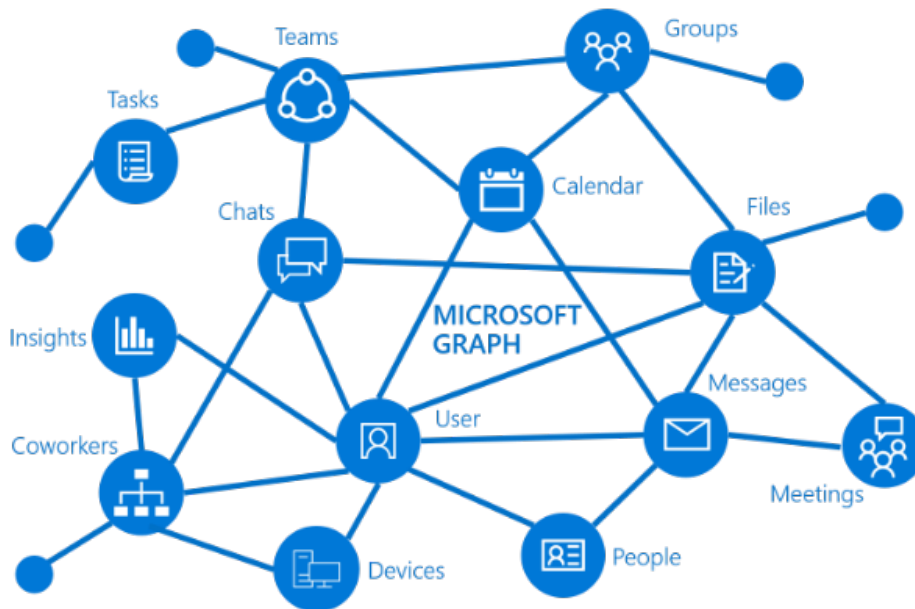 Teams
Groups
Tasks
Calendar
Chats
Files
MICROSOFT
GRAPH
Insights
Messages
User
Coworkers
Meetings
People
Devices